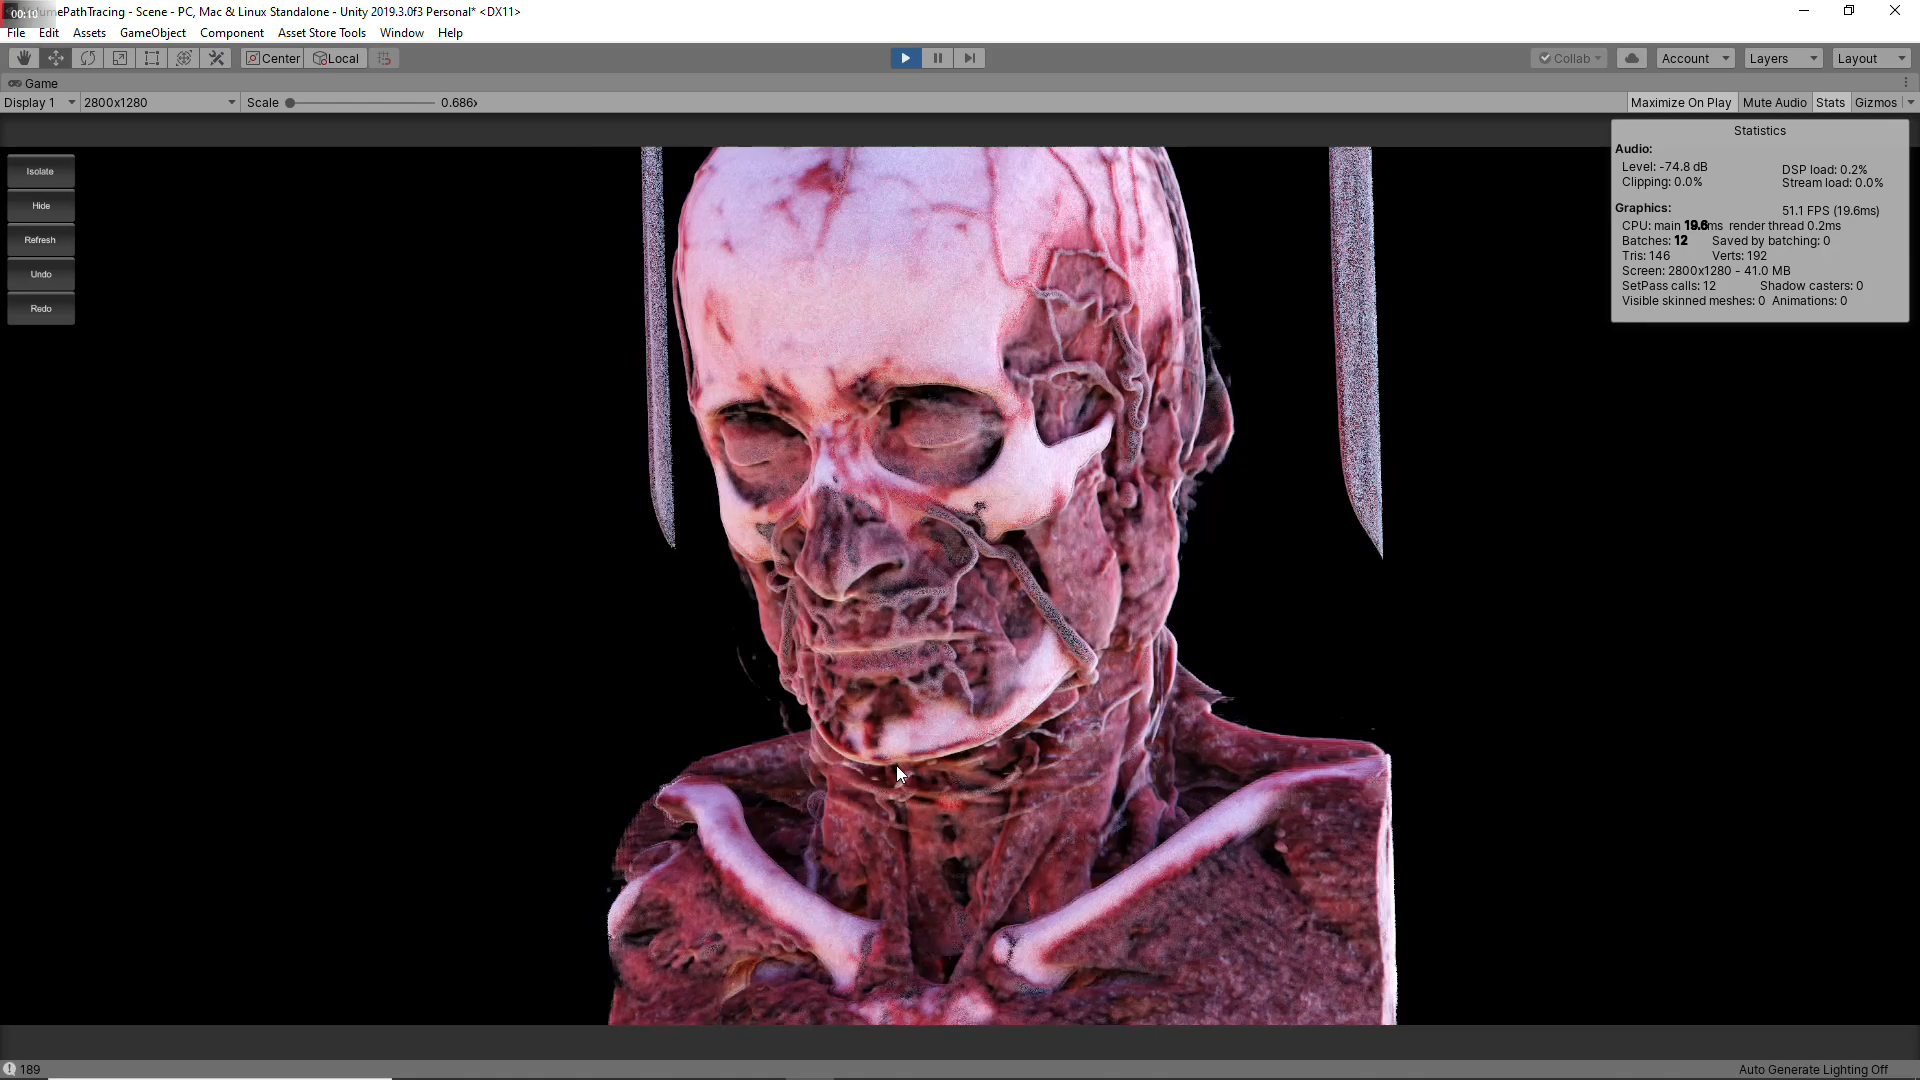 00:10 umePathTracing - Scene - PC, Mac & Linux Standalone - Unity 2019.3.0f3 Personal* <DX11>
File Edit Assets GameObject Component Asset Store Tools Window Help
Center Local Collab Account Layers Layout
Game
Display 1 2800x1280 Scale 0.686x Maximize On Play Mute Audio Stats Gizmos
Statistics
Audio:
Level: -74.8 dB DSP load: 0.2%
Clipping: 0.0% Stream load: 0.0%
Graphics: 51.1 FPS (19.6ms)
CPU: main 19.6ms render thread 0.2ms
Batches: 12 Saved by batching: 0
Tris: 146 Verts: 192
Screen: 2800x1280 - 41.0 MB
SetPass calls: 12 Shadow casters: 0
Visible skinned meshes: 0 Animations: 0
Isolate
Hide
Refresh
Undo
Redo
189 Auto Generate Lighting Off